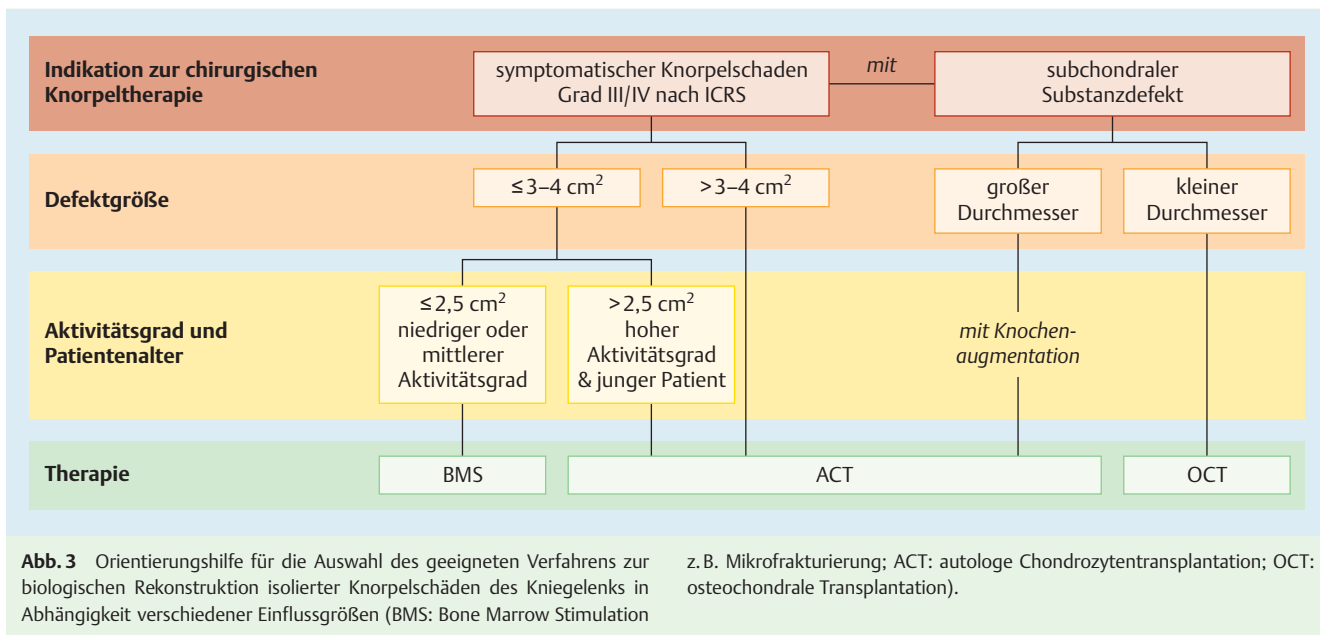 Indikation zur chirurgischen
Knorpeltherapie
symptomatischer Knorpelschaden
Grad III/IV nach ICRS
mit
subchondraler
Substanzdefekt
Defektgröße
≤ 3–4 cm²
> 3–4 cm²
großer
Durchmesser
kleiner
Durchmesser
Aktivitätsgrad und
Patientenalter
≤ 2,5 cm²
niedriger oder
mittlerer
Aktivitätsgrad
> 2,5 cm²
hoher
Aktivitätsgrad
& junger Patient
mit Knochen-
augmentation
Therapie
BMS
ACT
OCT
Abb. 3 Orientierungshilfe für die Auswahl des geeigneten Verfahrens zur
biologischen Rekonstruktion isolierter Knorpelschäden des Kniegelenks in
Abhängigkeit verschiedener Einflussgrößen (BMS: Bone Marrow Stimulation
z. B. Mikrofrakturierung; ACT: autologe Chondrozytentransplantation; OCT:
osteochondrale Transplantation).